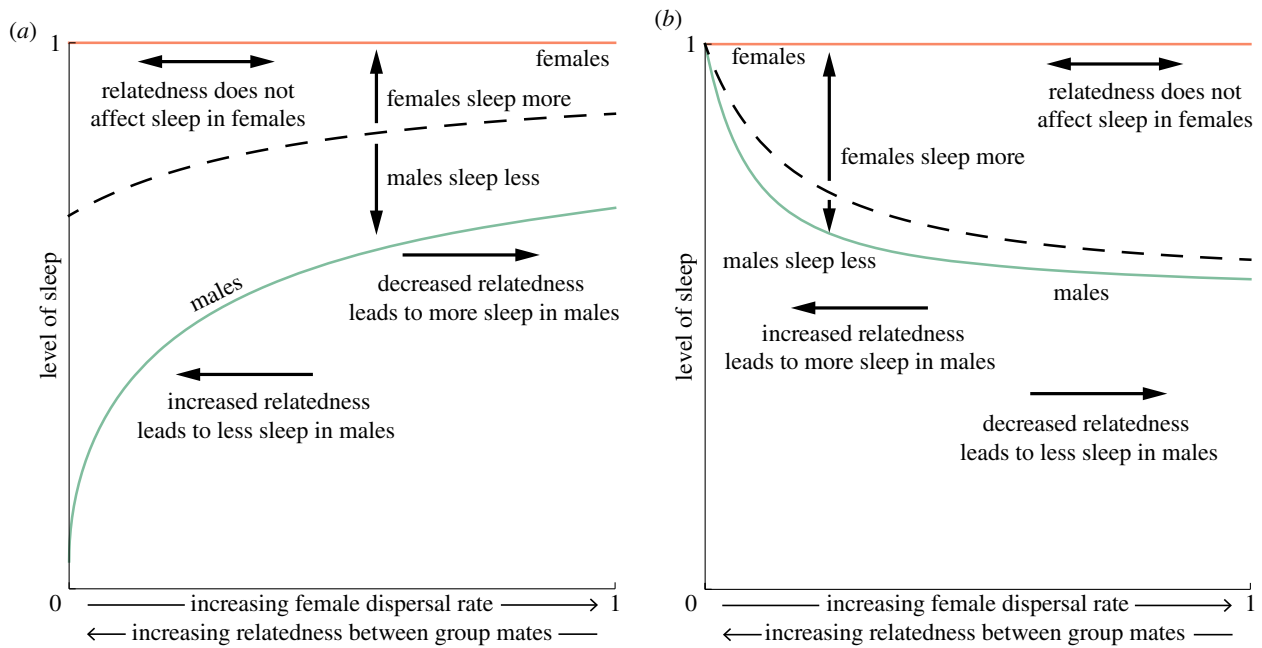 (a)
1
females
relatedness does not
affect sleep in females
females sleep more
males sleep less
males
decreased relatedness
leads to more sleep in males
increased relatedness
leads to less sleep in males
level of sleep
0
increasing female dispersal rate
1
increasing relatedness between group mates
(b)
1
females
relatedness does not
affect sleep in females
females sleep more
males sleep less
males
increased relatedness
leads to more sleep in males
decreased relatedness
leads to less sleep in males
level of sleep
0
increasing female dispersal rate
1
increasing relatedness between group mates